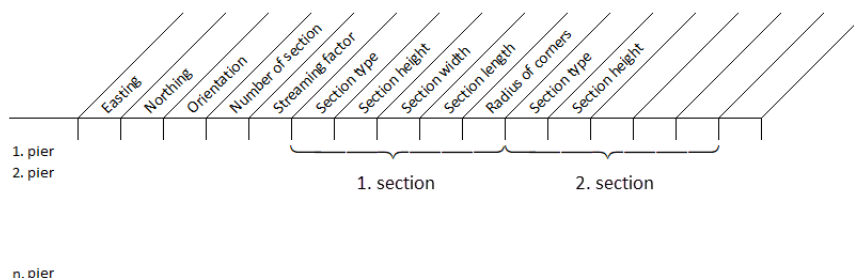 Easting
Northing
Orientation
Number of section
Streaming factor
Section type
Section height
Section width
Section length
Radius of corners
Section type
Section height
1. pier
2. pier
1. section
2. section
n. pier